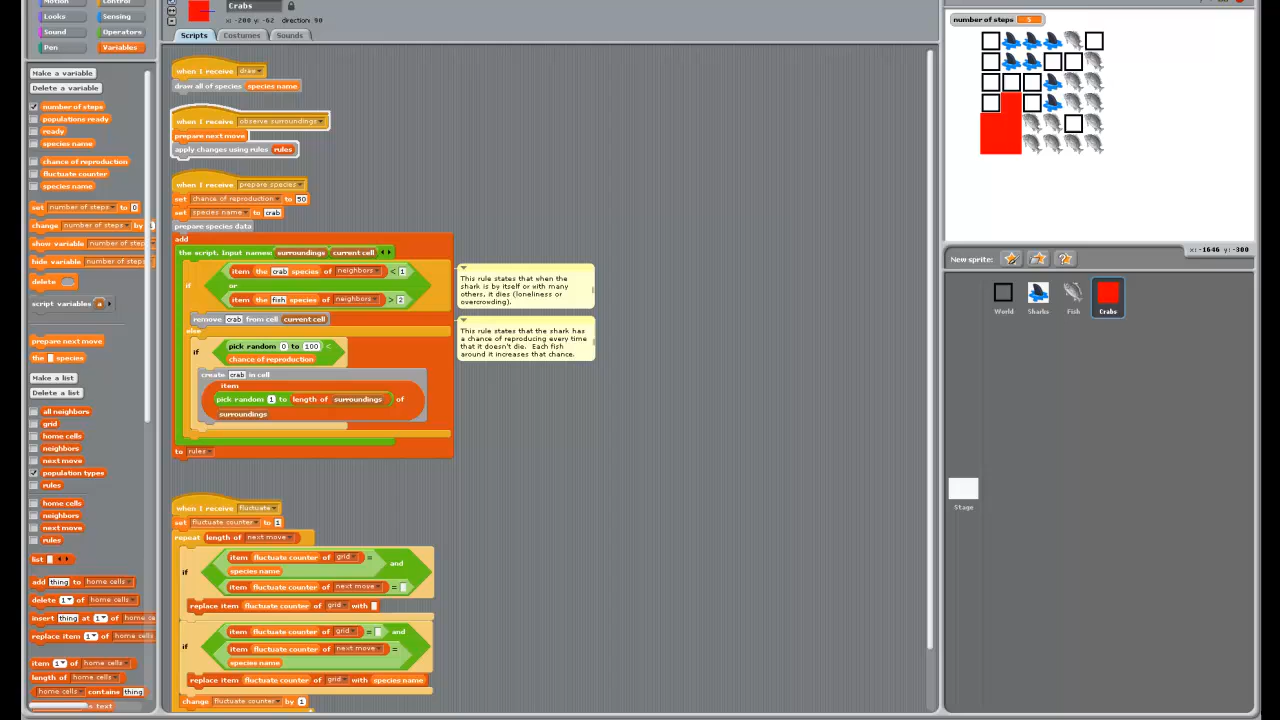 Motion
Control
Looks
Sensing
Sound
Operators
Pen
Variables
Make a variable
Delete a variable
number of steps
populations ready
ready
species name
chance of reproduction
fluctuate counter
species name
set number of steps to 0
change number of steps by 1
show variable number of step
hide variable number of steps
delete
script variables a
prepare next move
the species
Make a list
Delete a list
all neighbors
grid
home cells
neighbors
next move
population types
rules
home cells
neighbors
next move
rules
list
add thing to home cells
delete 1 of home cells
insert thing at 1 of home ce
replace item 1 of home cells
item 1 of home cells
length of home cells
home cells contains thing
Crabs
x: -200 y: -62 direction: 90
Scripts
Costumes
Sounds
when I receive draw
draw all of species species name
when I receive observe surroundings
prepare next move
apply changes using rules rules
when I receive prepare species
set chance of reproduction to 50
set species name to crab
prepare species data
add
the script, Input names: surroundings current cell
if
item the crab species of neighbors < 1
or
item the fish species of neighbors > 2
remove crab from cell current cell
else
if
pick random 0 to 100 <
chance of reproduction
create crab in cell
item
pick random 1 to length of surroundings of
surroundings
to rules
This rule states that when the
shark is by itself or with many
others, it dies (loneliness or
overcrowding).
This rule states that the shark has
a chance of reproducing every time
that it doesn't die. Each fish
around it increases that chance.
when I receive fluctuate
set fluctuate counter to 1
repeat length of next move
if
item fluctuate counter of grid =
species name
and
item fluctuate counter of next move =
replace item fluctuate counter of grid with
if
item fluctuate counter of grid = and
item fluctuate counter of next move =
species name
replace item fluctuate counter of grid with species name
change fluctuate counter by 1
number of steps 5
x: -1646 y: -300
New sprite:
World
Sharks
Fish
Crabs
Stage